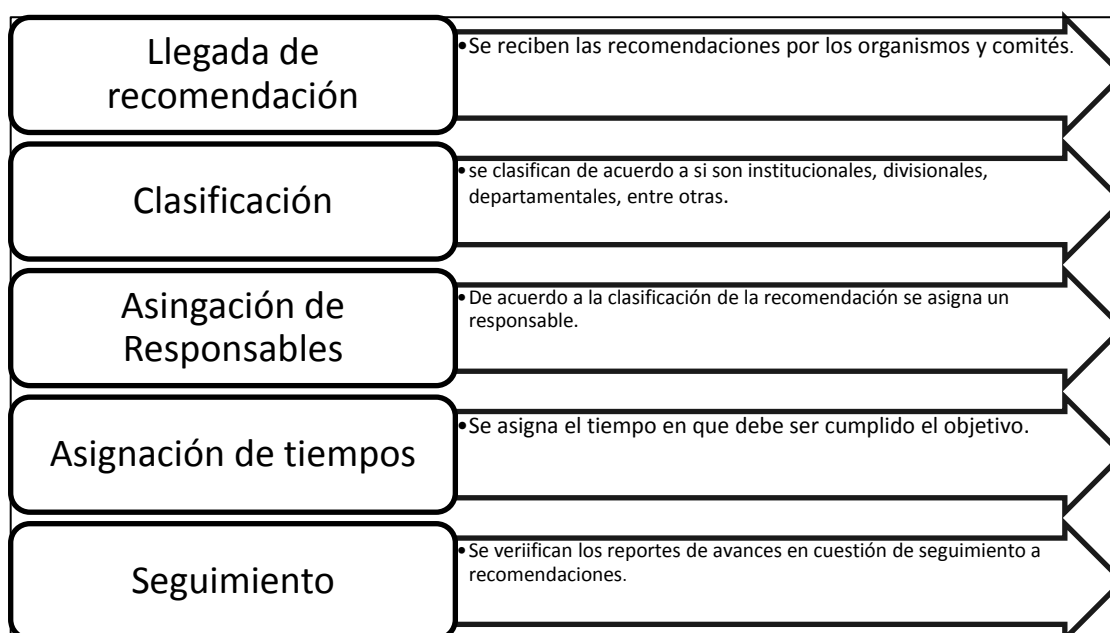 Llegada de
recomendación
•Se reciben las recomendaciones por los organismos y comités.
Clasificación
•se clasifican de acuerdo a si son institucionales, divisionales,
departamentales, entre otras.
Asingación de
Responsables
•De acuerdo a la clasificación de la recomendación se asigna un
responsable.
Asignación de tiempos
•Se asigna el tiempo en que debe ser cumplido el objetivo.
Seguimiento
•Se veriifican los reportes de avances en cuestión de seguimiento a
recomendaciones.